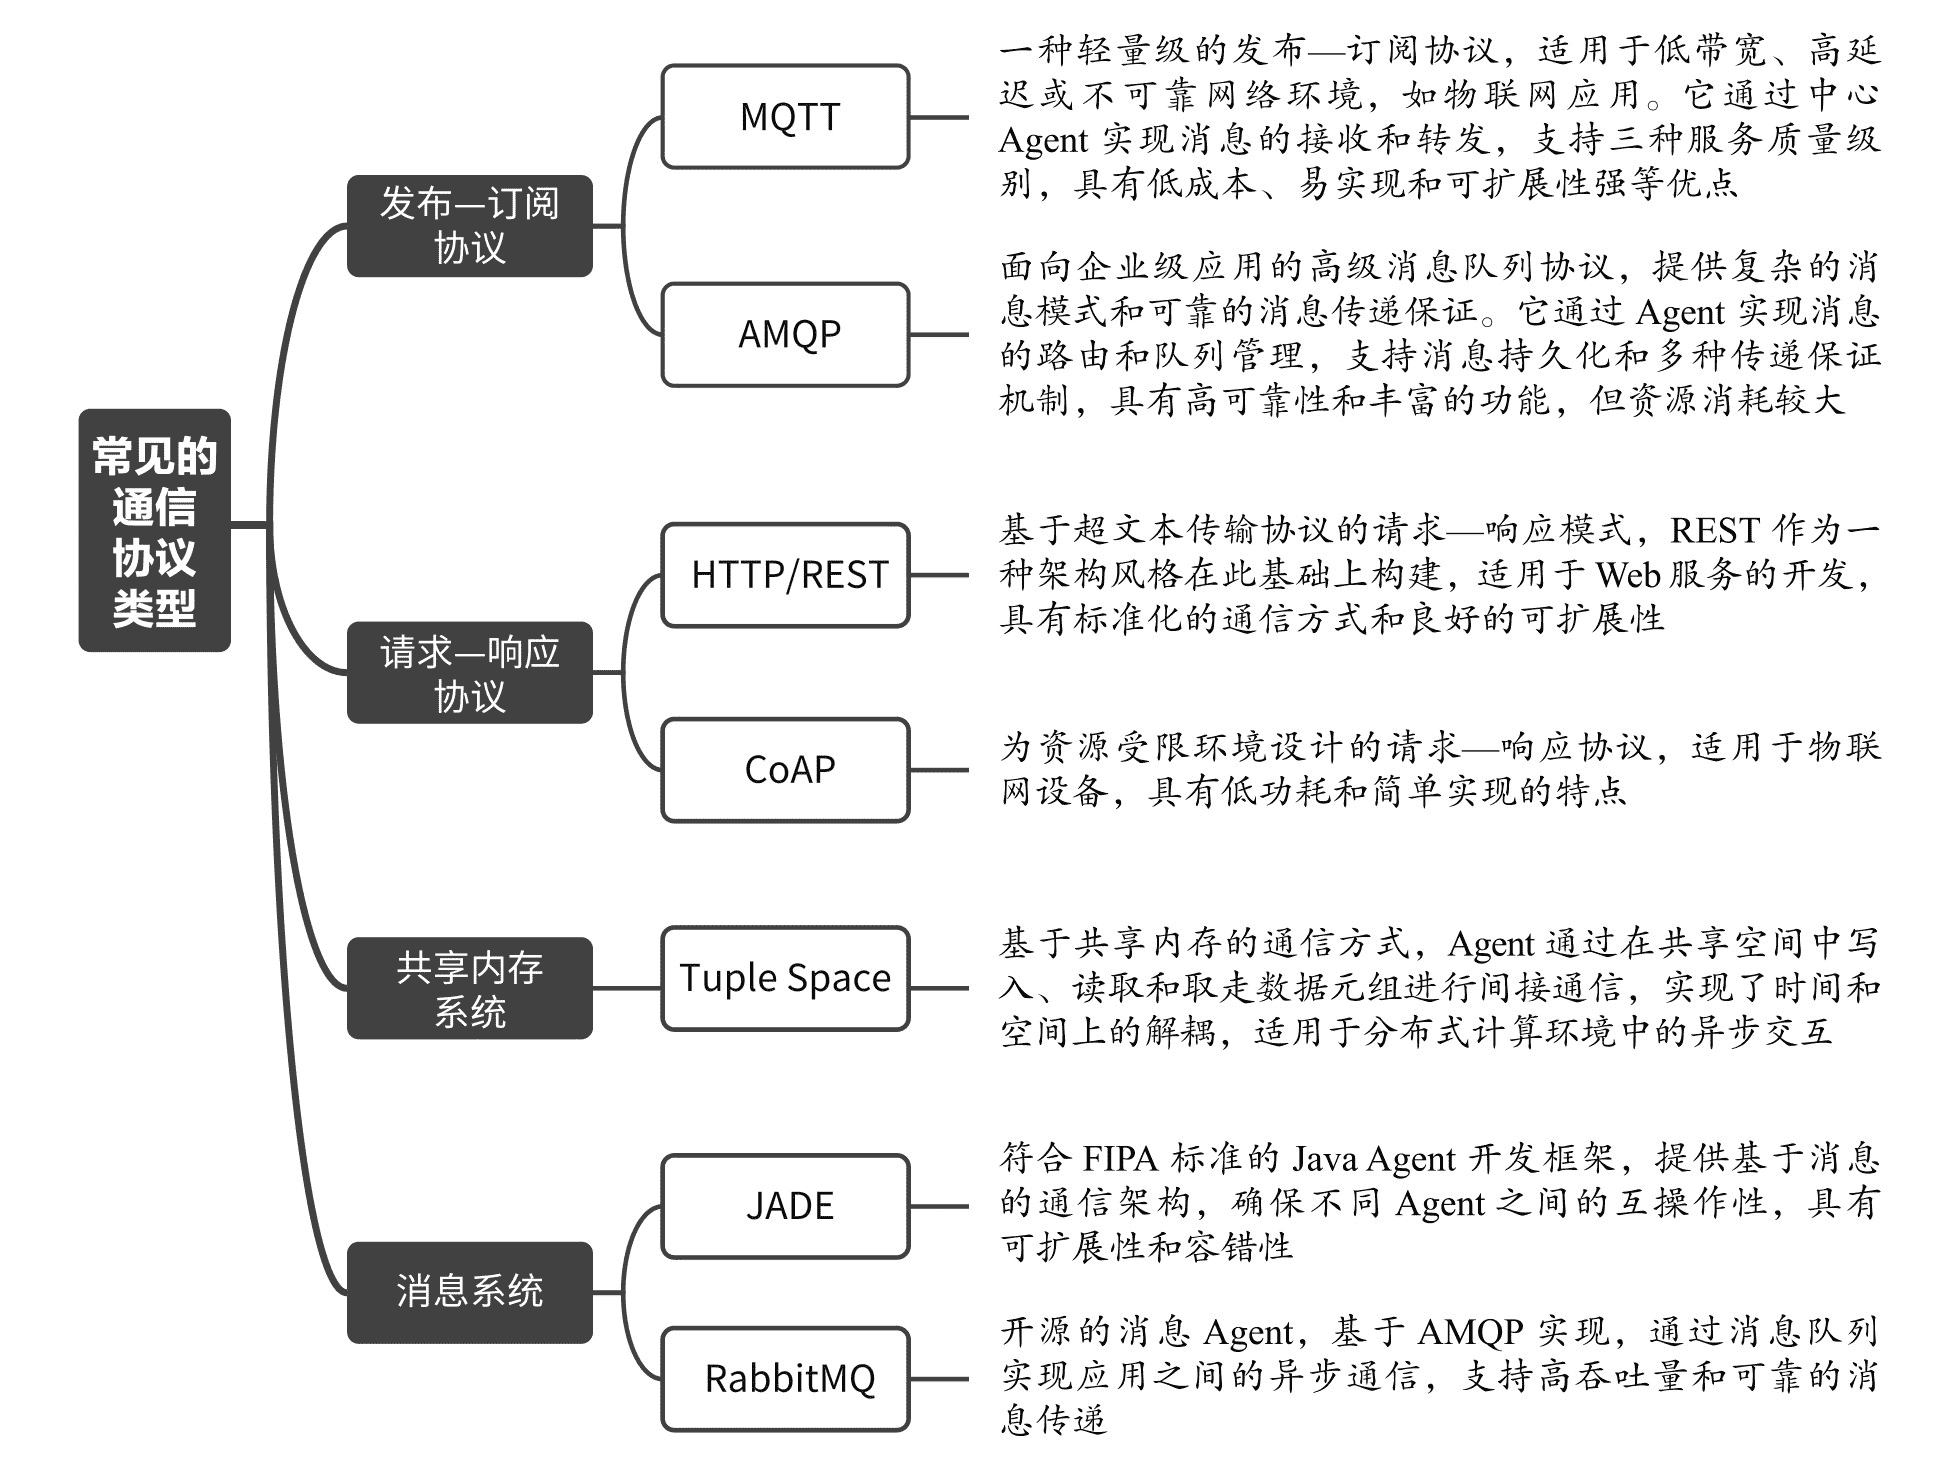 常见的
通信
协议
类型
发布—订阅
协议
MQTT
一种轻量级的发布—订阅协议，适用于低带宽、高延
迟或不可靠网络环境，如物联网应用。它通过中心
Agent 实现消息的接收和转发，支持三种服务质量级
别，具有低成本、易实现和可扩展性强等优点
AMQP
面向企业级应用的高级消息队列协议，提供复杂的消
息模式和可靠的消息传递保证。它通过 Agent 实现消息
的路由和队列管理，支持消息持久化和多种传递保证
机制，具有高可靠性和丰富的功能，但资源消耗较大
请求—响应
协议
HTTP/REST
基于超文本传输协议的请求—响应模式，REST 作为一
种架构风格在此基础上构建，适用于 Web 服务的开发，
具有标准化的通信方式和良好的可扩展性
CoAP
为资源受限环境设计的请求—响应协议，适用于物联
网设备，具有低功耗和简单实现的特点
共享内存
系统
Tuple Space
基于共享内存的通信方式，Agent 通过在共享空间中写
入、读取和取走数据元组进行间接通信，实现了时间和
空间上的解耦，适用于分布式计算环境中的异步交互
消息系统
JADE
符合 FIPA 标准的 Java Agent 开发框架，提供基于消息
的通信架构，确保不同 Agent 之间的互操作性，具有
可扩展性和容错性
RabbitMQ
开源的消息 Agent，基于 AMQP 实现，通过消息队列
实现应用之间的异步通信，支持高吞吐量和可靠的消
息传递